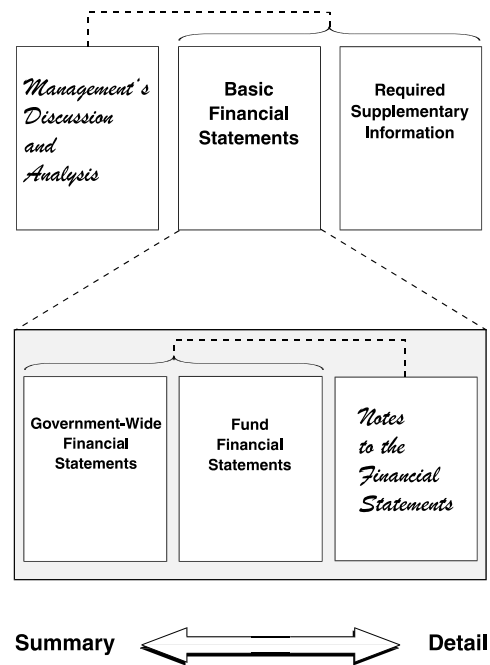 Management's
Discussion
and
Analysis
Basic
Financial
Statements
Required
Supplementary
Information
Government-Wide
Financial
Statements
Fund
Financial
Statements
Notes
to the
Financial
Statements
Summary
Detail